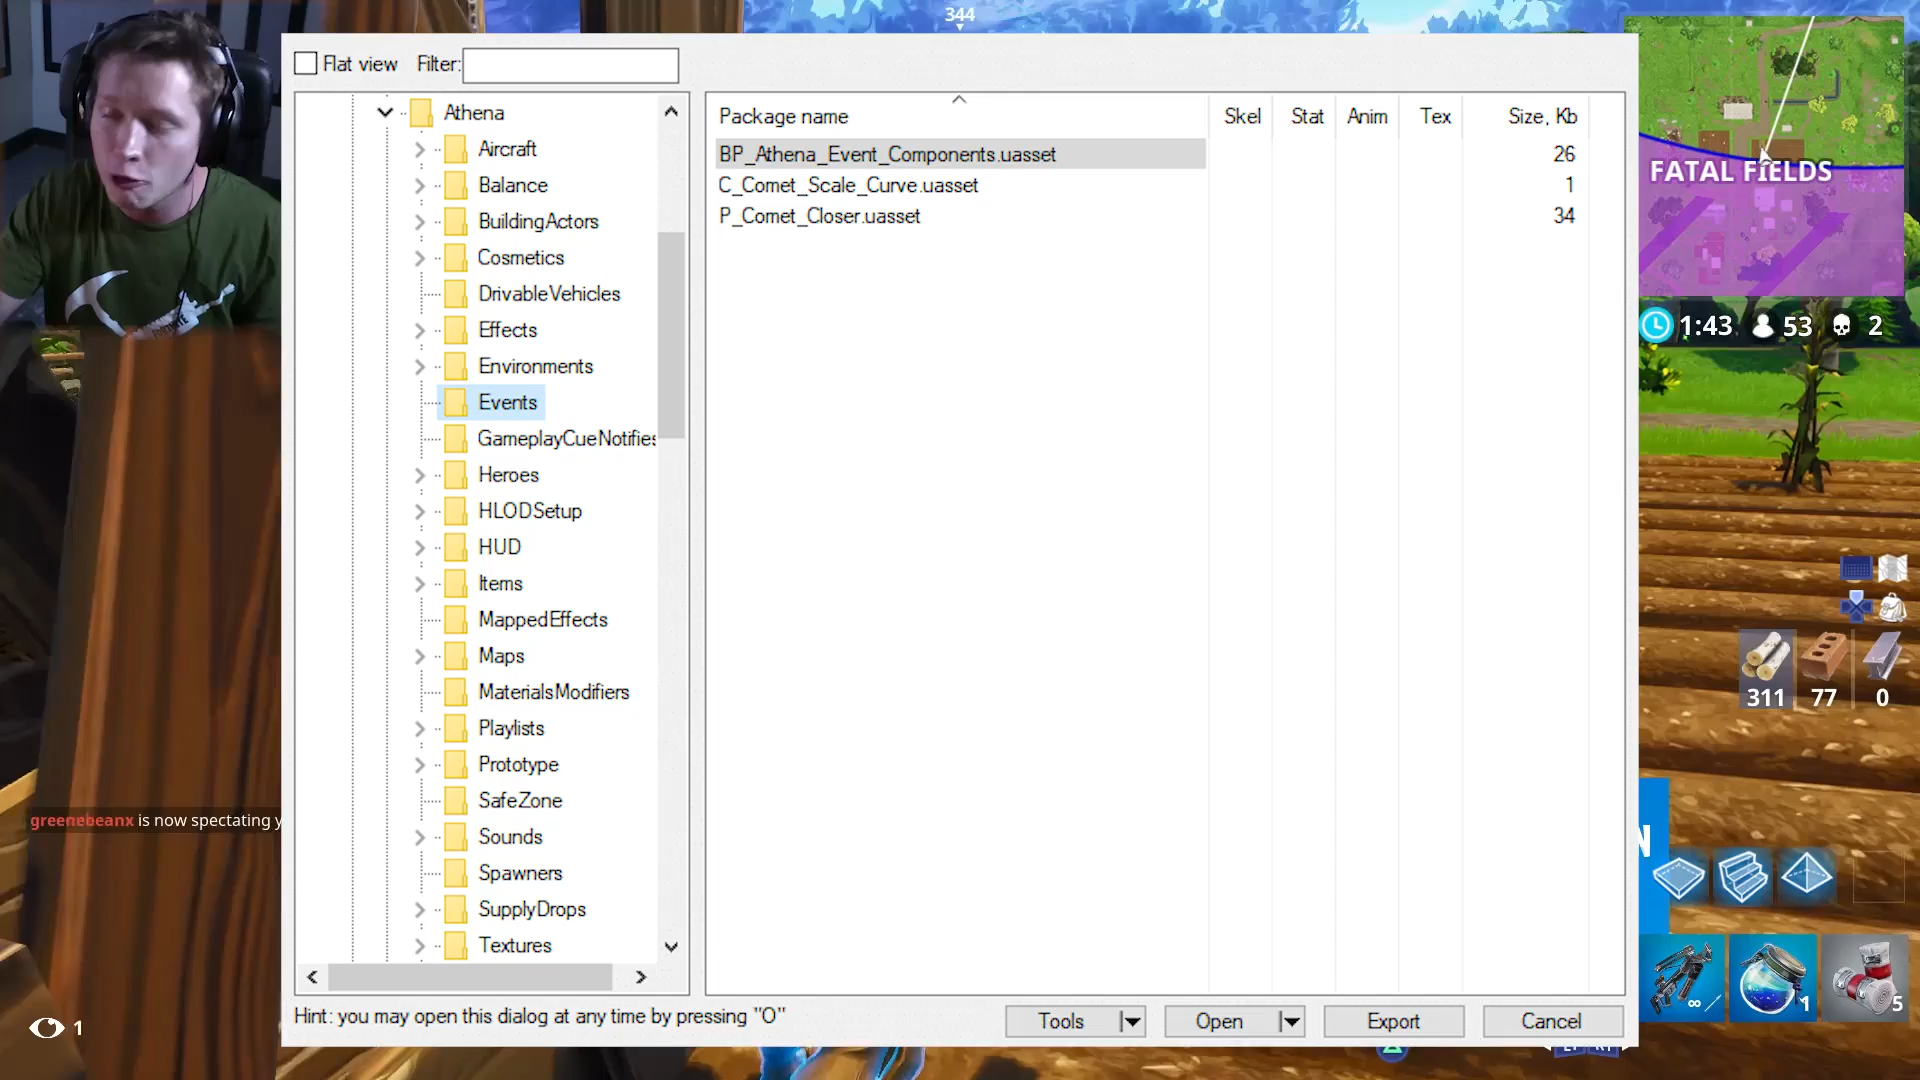 344
Flat view Filter:
Athena
Aircraft
Balance
BuildingActors
Cosmetics
DrivableVehicles
Effects
Environments
Events
GameplayCueNotifies
Heroes
HLODSetup
HUD
Items
MappedEffects
Maps
MaterialsModifiers
Playlists
Prototype
SafeZone
Sounds
Spawners
SupplyDrops
Textures
Package name Skel Stat Anim Tex Size, Kb
BP_Athena_Event_Components.uasset 26
C_Comet_Scale_Curve.uasset 1
P_Comet_Closer.uasset 34
Hint: you may open this dialog at any time by pressing "O"
Tools Open Export Cancel
FATAL FIELDS
1:43 53 2
311 77 0
N
∞ 1 5
greenebeanx is now spectating y
1